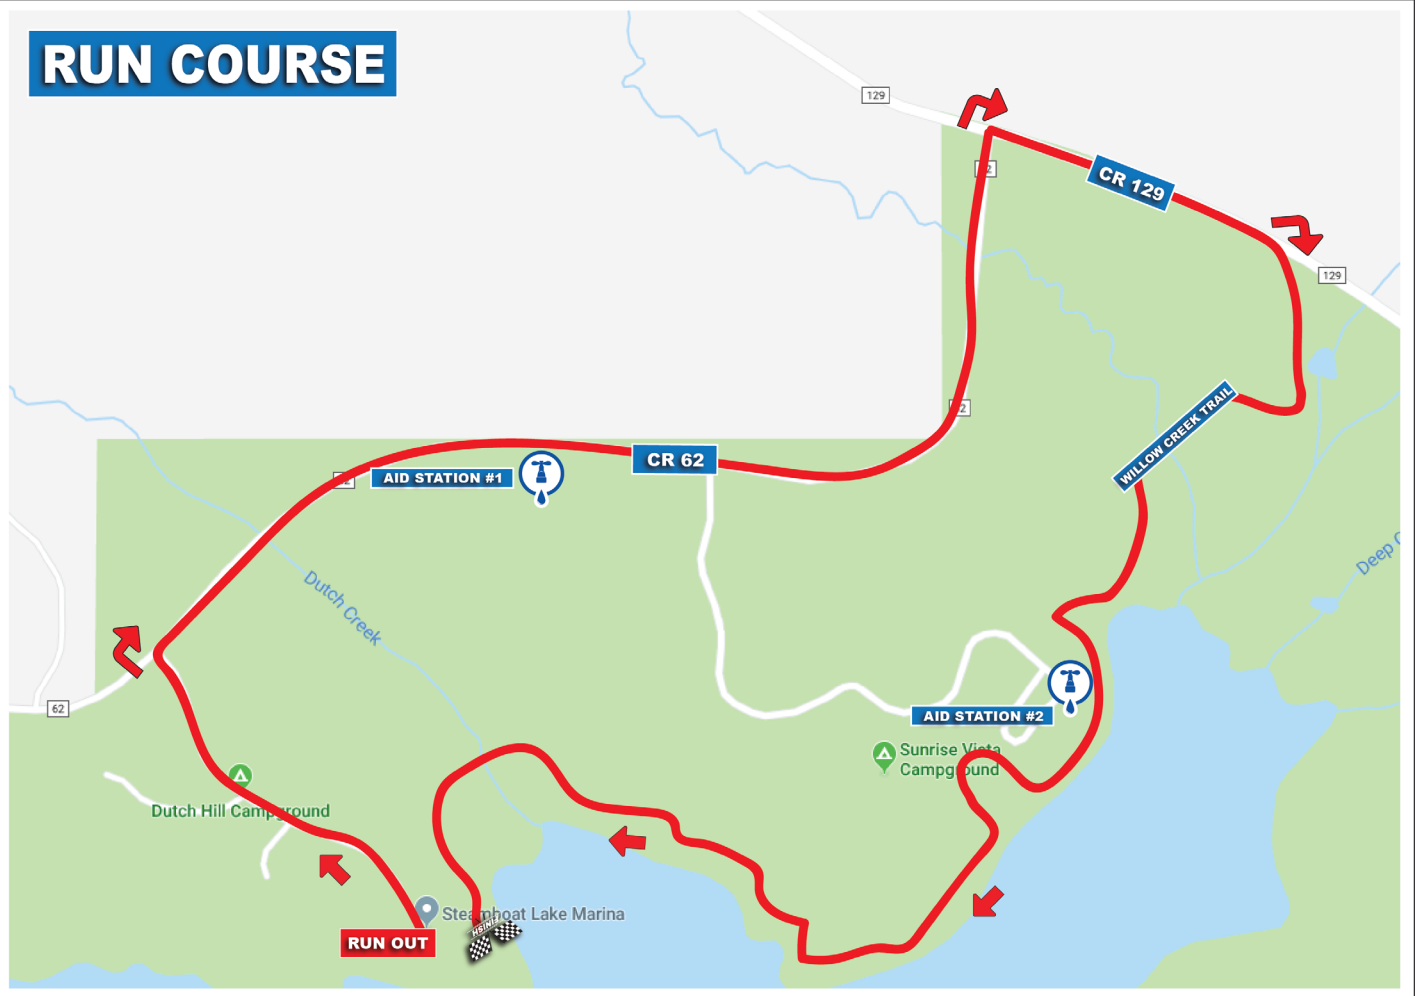 RUN COURSE
129
CR 129
129
CR 62
AID STATION #1
WILLOW CREEK TRAIL
Dutch Creek
Deep
62
AID STATION #2
Sunrise Vista
Campground
Dutch Hill Campground
Steamboat Lake Marina
FINISH
RUN OUT